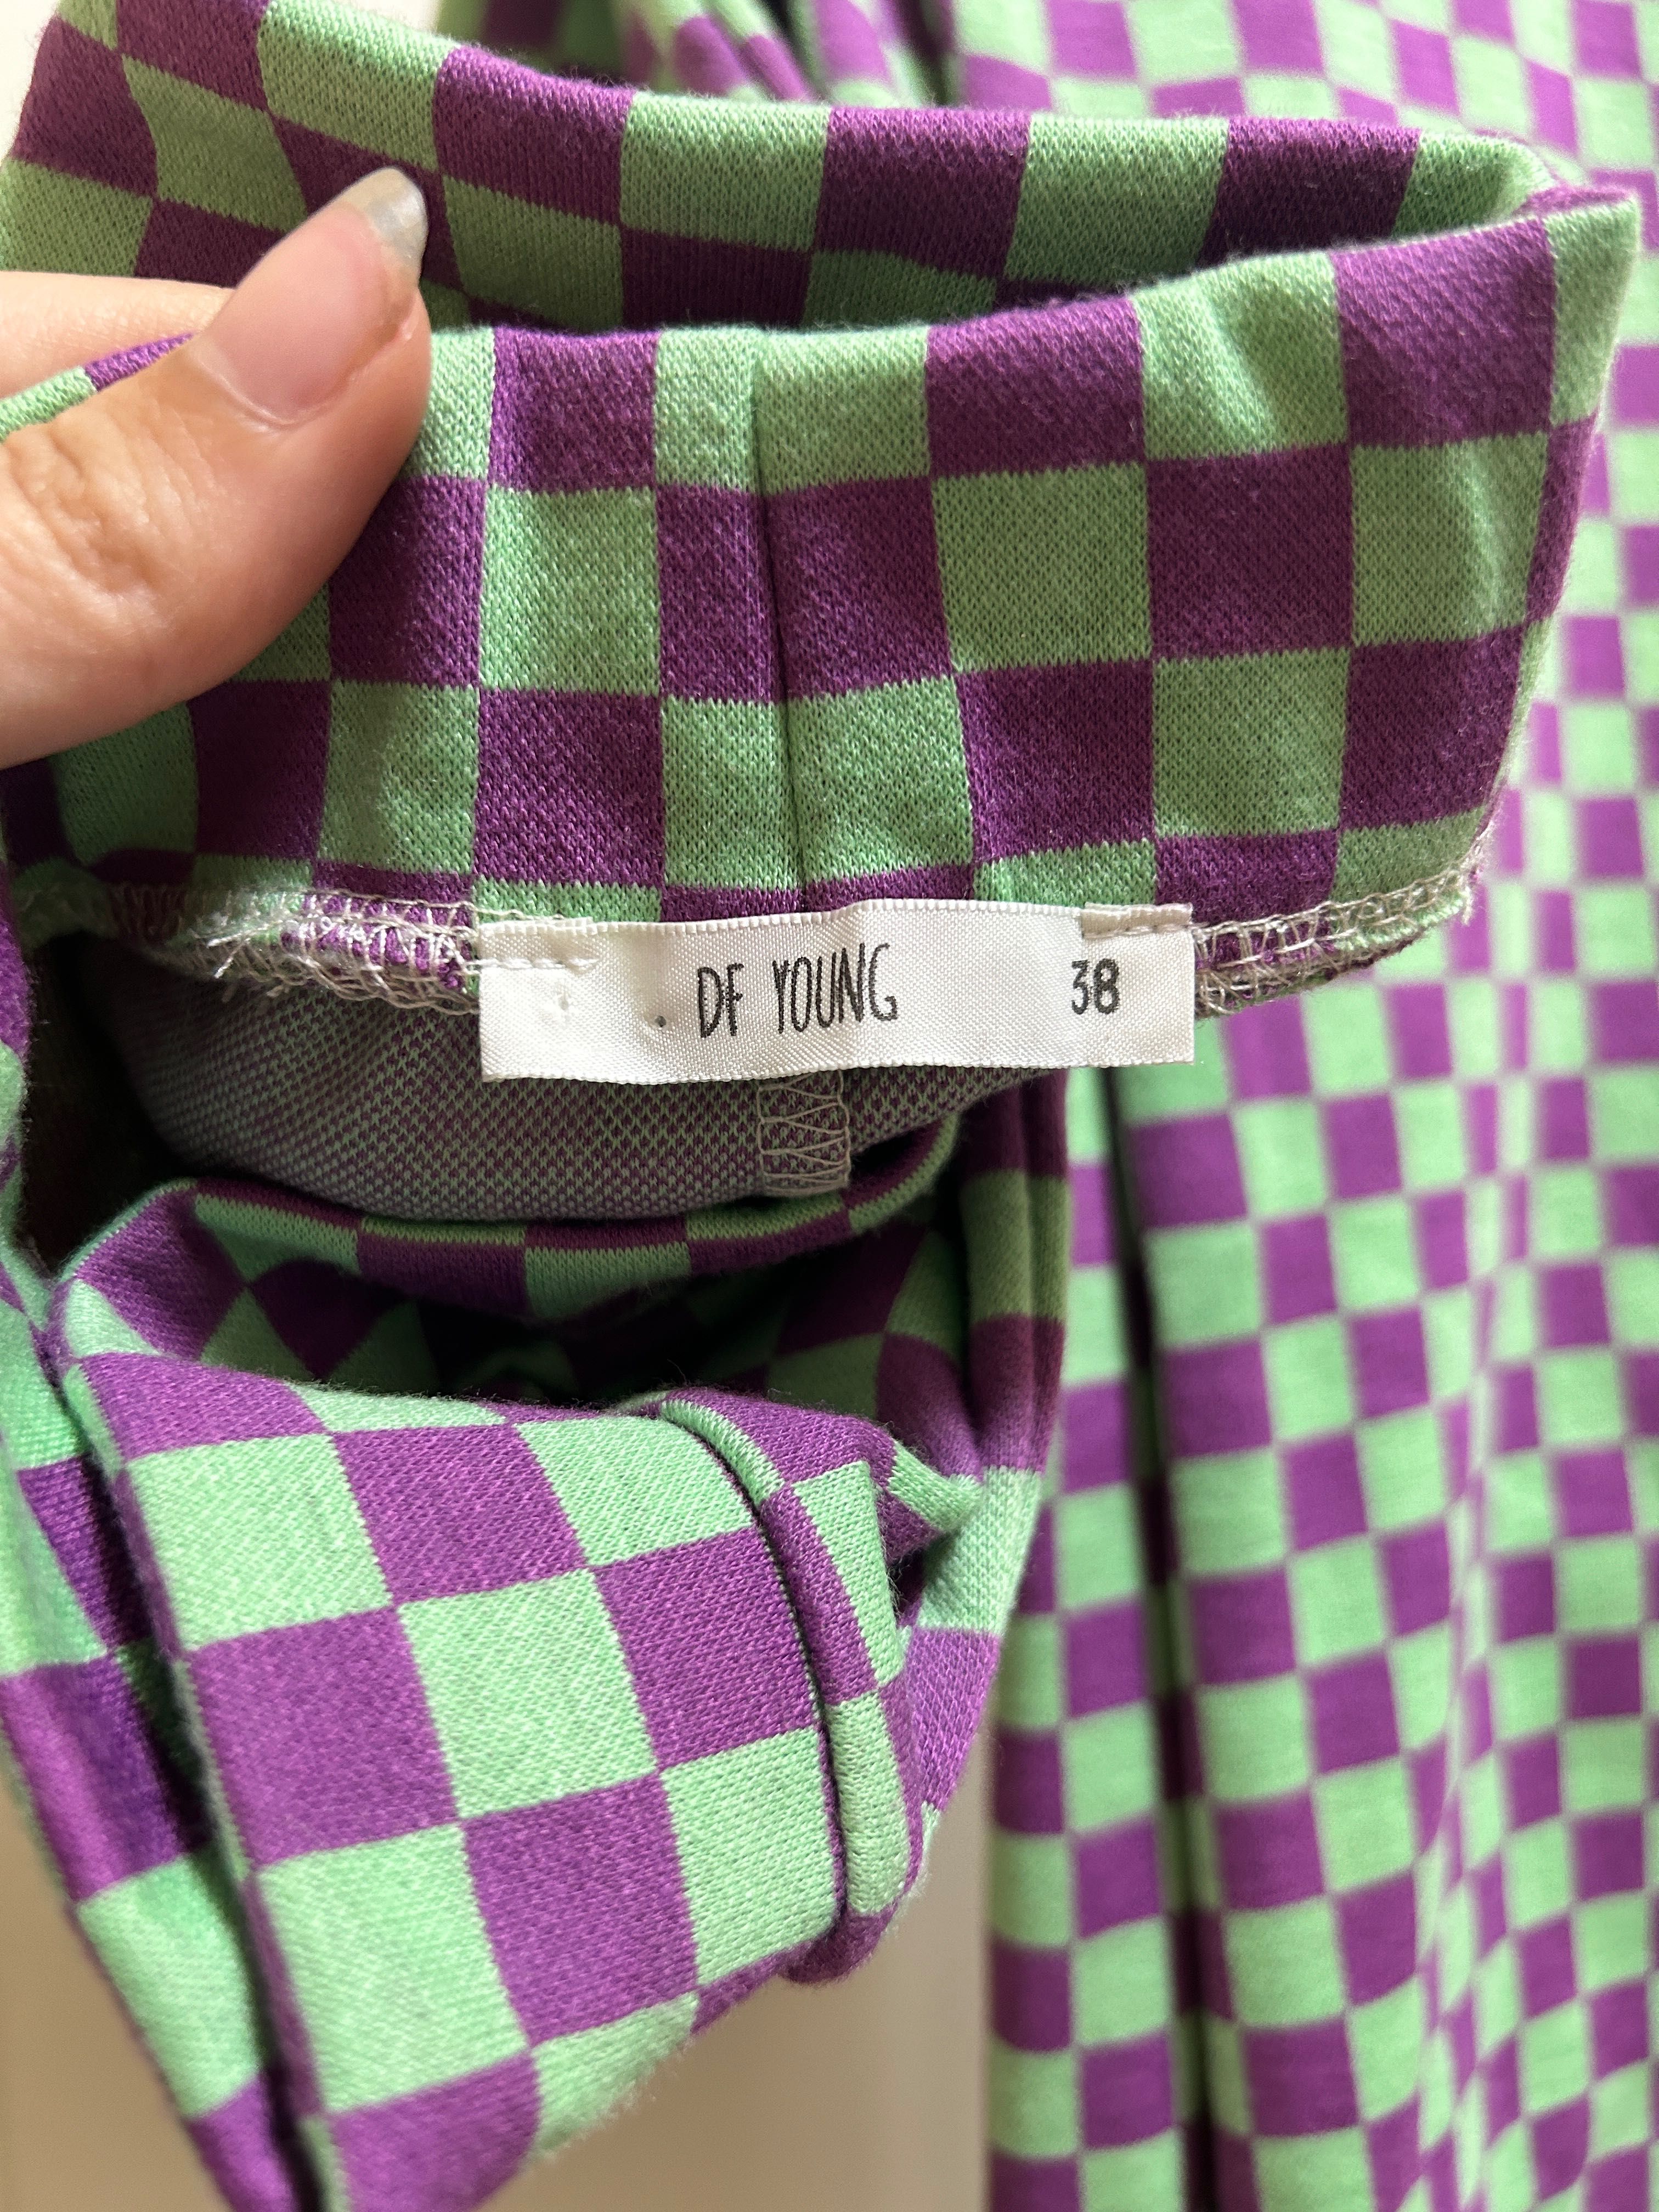 . DF YOUNG 38